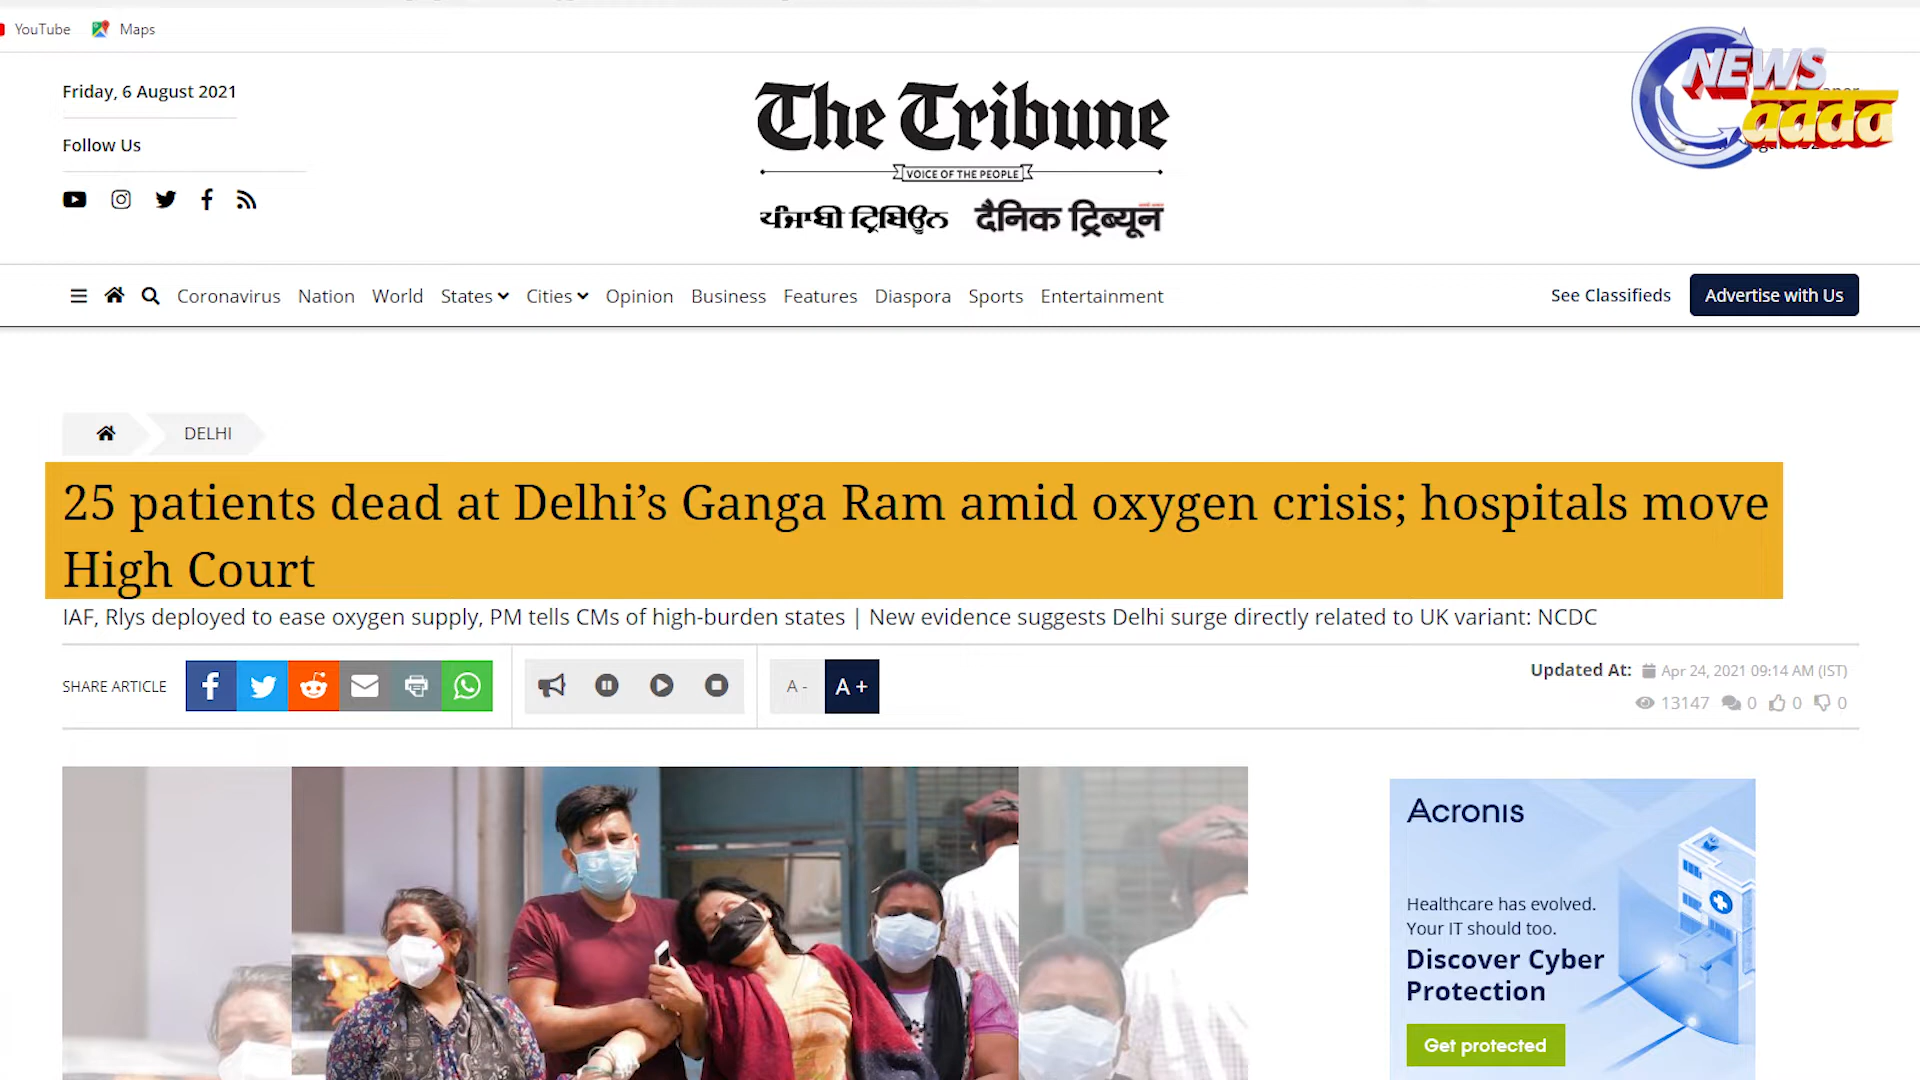 YouTube
Maps
NEWS
adda
Friday, 6 August 2021
The Tribune
VOICE OF THE PEOPLE
Follow Us
ਪੰਜਾਬੀ ਟ੍ਰਿਬਿਊਨ दैनिक ट्रिब्यून
Coronavirus Nation World States Cities Opinion Business Features Diaspora Sports Entertainment
See Classifieds Advertise with Us
DELHI
25 patients dead at Delhi’s Ganga Ram amid oxygen crisis; hospitals move
High Court
IAF, Rlys deployed to ease oxygen supply, PM tells CMs of high-burden states | New evidence suggests Delhi surge directly related to UK variant: NCDC
SHARE ARTICLE
A - A +
Updated At: Apr 24, 2021 09:14 AM (IST)
13147 0 0 0
Acronis
Healthcare has evolved.
Your IT should too.
Discover Cyber
Protection
Get protected